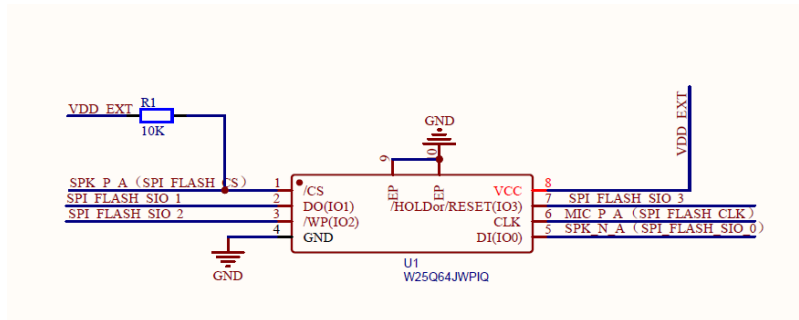 VDD_EXT
R1
10K
GND
VDD_EXT
9
0
SPK_P_A（SPI_FLASH_CS）
1
/CS
EP
EP
VCC
8
SPI_FLASH_SIO_1
2
DO(IO1)
/HOLDor/RESET(IO3)
7
SPI_FLASH_SIO_3
SPI_FLASH_SIO_2
3
/WP(IO2)
CLK
6
MIC_P_A（SPI_FLASH_CLK）
4
GND
DI(IO0)
5
SPK_N_A（SPI_FLASH_SIO_0）
GND
U1
W25Q64JWPIQ